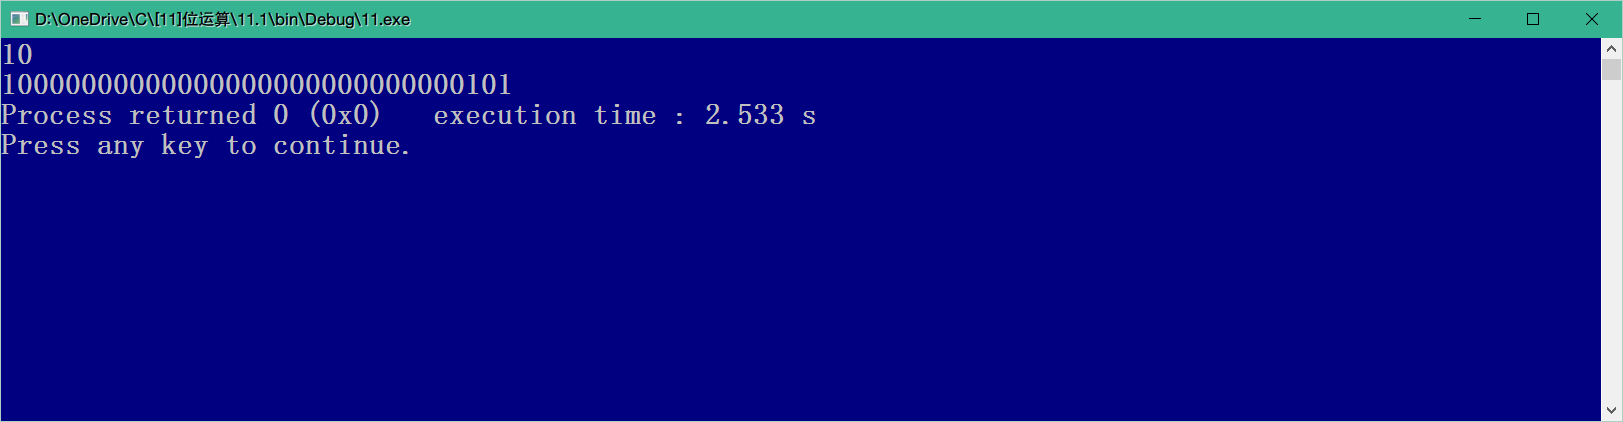 D:\OneDrive\C\[11]位运算\11.1\bin\Debug\11.exe
10
10000000000000000000000000000101
Process returned 0 (0x0)   execution time : 2.533 s
Press any key to continue.